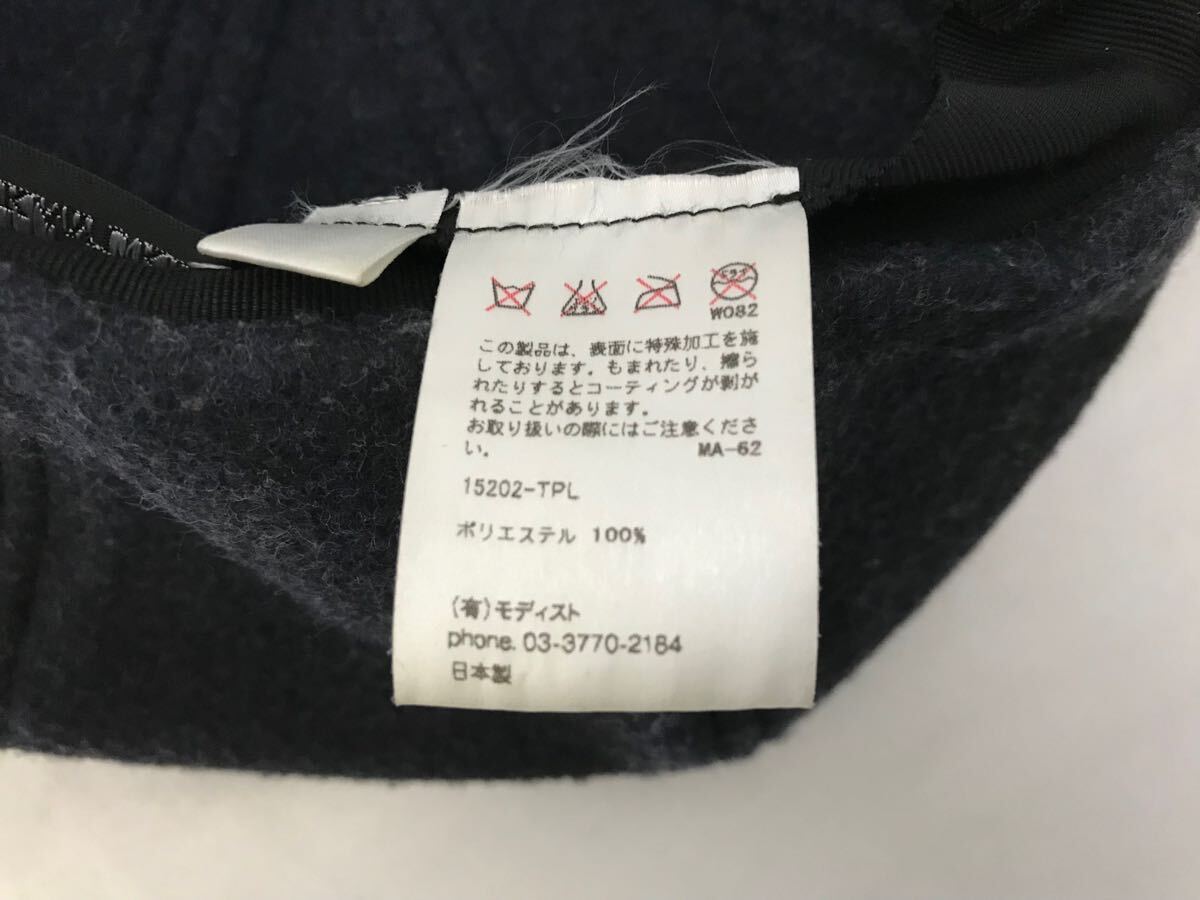 ドライ
W082
この製品は、表面に特殊加工を施
しております。もまれたり、擦ら
れたりするとコーティングが剥が
れることがあります。
お取り扱いの際にはご注意くださ
い。 MA-62
15202-TPL
ポリエステル 100%
(有)モディスト
phone. 03-3770-2184
日本製